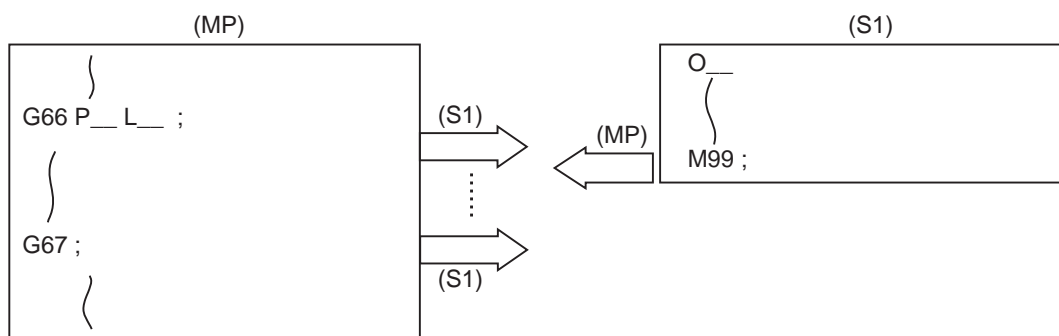 (MP)
G66 P__ L__ ;
G67 ;
(S1)
(S1)
(MP)
(S1)
O__
M99 ;